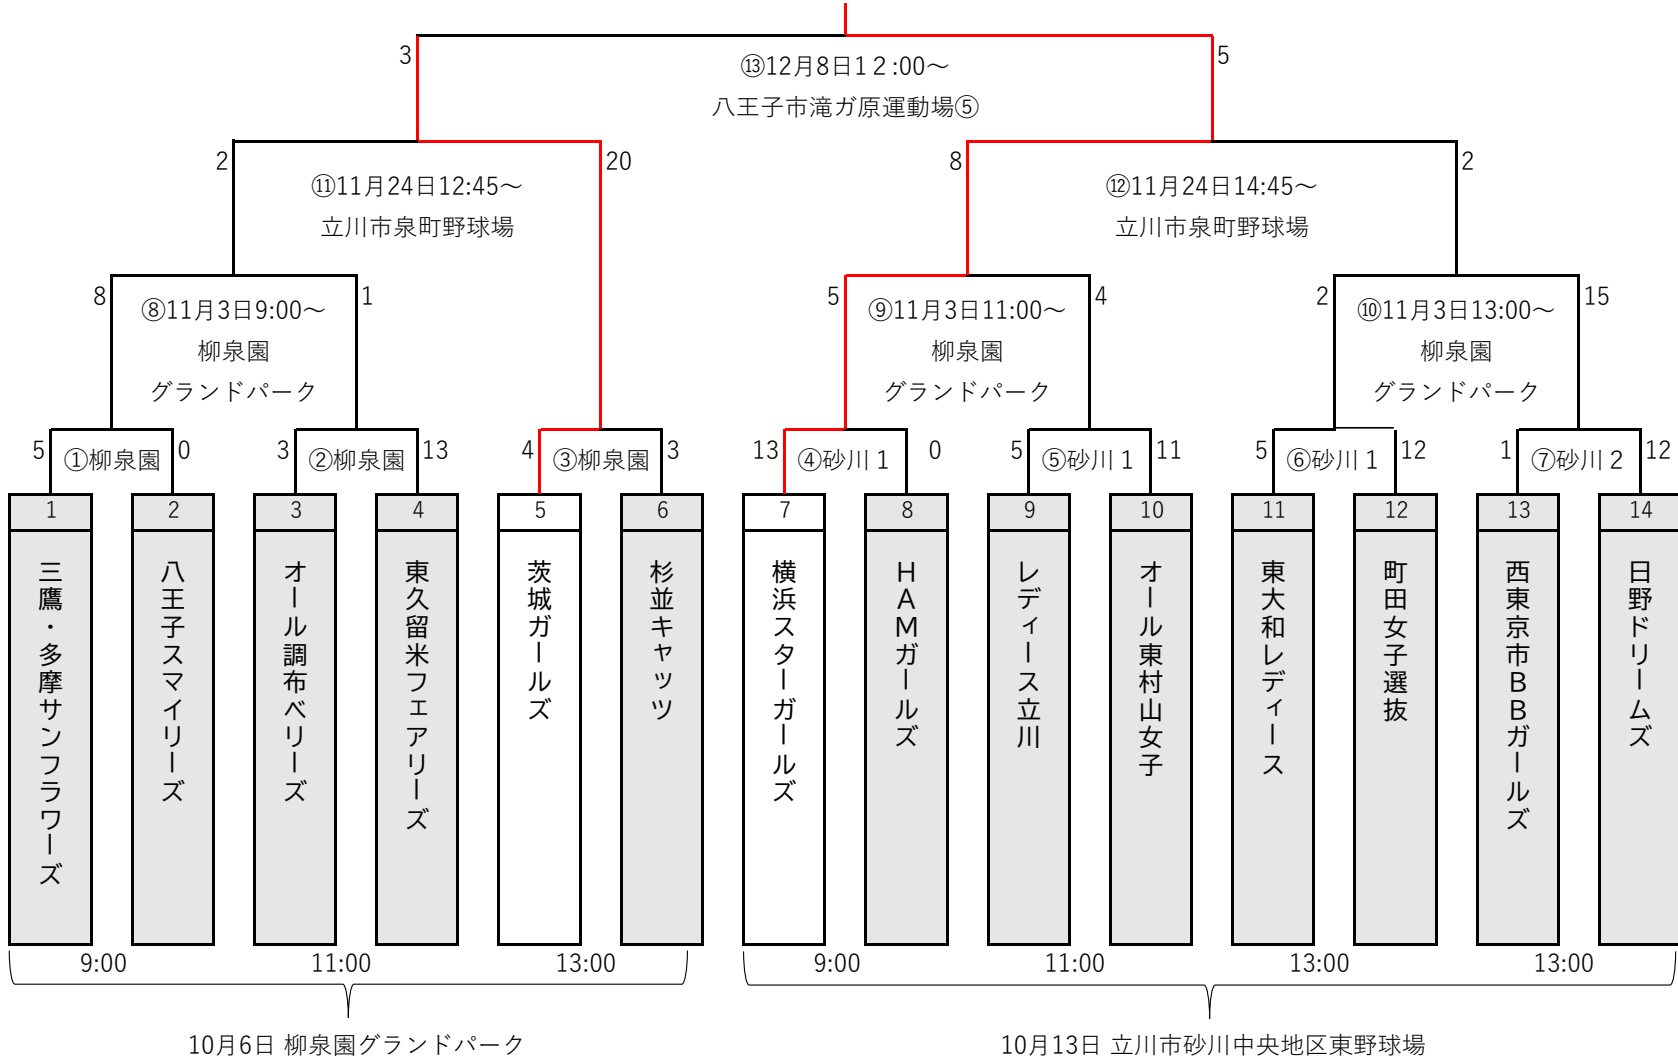 3
5
⑬12月8日1２:00～
八王子市滝ガ原運動場⑤
2
20
8
2
⑪11月24日12:45～
立川市泉町野球場
⑫11月24日14:45～
立川市泉町野球場
8
1
5
4
2
15
⑧11月3日9:00～
柳泉園
グランドパーク
⑨11月3日11:00～
柳泉園
グランドパーク
⑩11月3日13:00～
柳泉園
グランドパーク
5 ①柳泉園 0
3 ②柳泉園 13
4 ③柳泉園 3
13 ④砂川１ 0
5 ⑤砂川１ 11
5 ⑥砂川１ 12
1 ⑦砂川２ 12
1
三鷹・多摩サンフラワーズ
2
八王子スマイリーズ
3
オール調布ベリーズ
4
東久留米フェアリーズ
5
茨城ガールズ
6
杉並キャッツ
7
横浜スターガールズ
8
ＨＡＭガールズ
9
レディース立川
10
オール東村山女子
11
東大和レディース
12
町田女子選抜
13
西東京市ＢＢガールズ
14
日野ドリームズ
9:00
11:00
13:00
9:00
11:00
13:00
13:00
10月6日 柳泉園グランドパーク
10月13日 立川市砂川中央地区東野球場